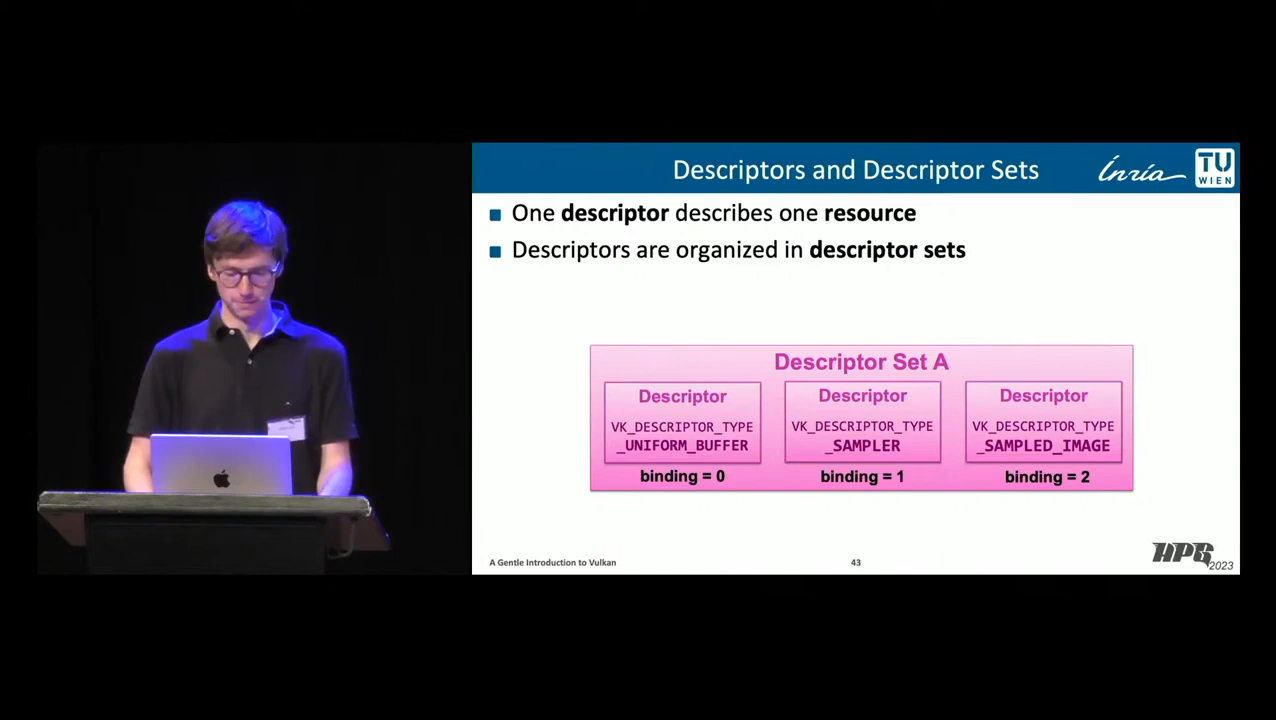 Descriptors and Descriptor Sets
Inria
TU
WIEN
One descriptor describes one resource
Descriptors are organized in descriptor sets
Descriptor Set A
Descriptor
VK_DESCRIPTOR_TYPE
_UNIFORM_BUFFER
binding = 0
Descriptor
VK_DESCRIPTOR_TYPE
_SAMPLER
binding = 1
Descriptor
VK_DESCRIPTOR_TYPE
_SAMPLED_IMAGE
binding = 2
A Gentle Introduction to Vulkan
43
HPG
2023